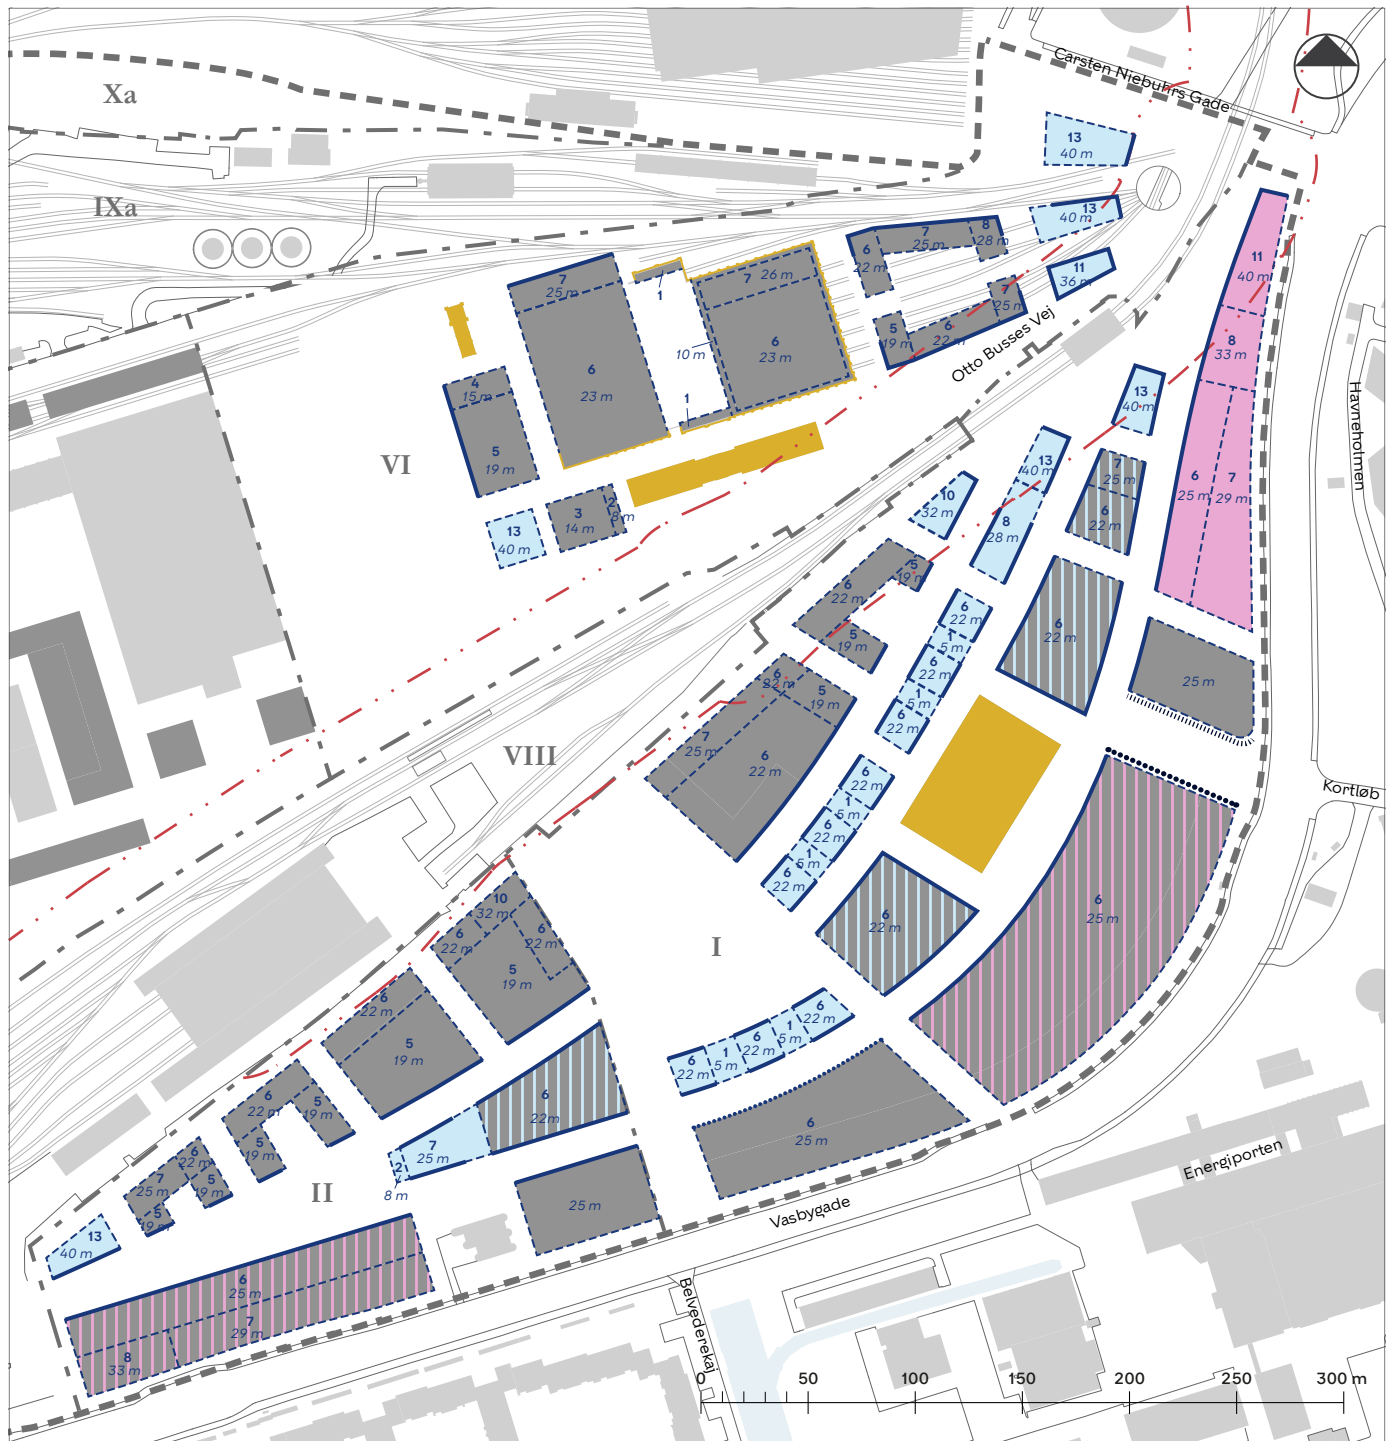 Carsten Niebuhrs Gade
Xa
13
40 m
IXa
13
40 m
7
25 m
8
28 m
6
22 m
11
36 m
11
40 m
7
25 m
1
7
26 m
7
25 m
5
19 m
6
22 m
Otto Busses Vej
8
33 m
6
23 m
10 m
6
23 m
4
15 m
1
13
40 m
Havneholmen
VI
5
19 m
13
40 m
7
25 m
6
25 m
7
29 m
10
32 m
2
8 m
3
14 m
13
40 m
8
28 m
6
22 m
5
19 m
6
22 m
6
22 m
1
5 m
6
22 m
5
19 m
6
22 m
1
5 m
6
22 m
6
22 m
5
19 m
25 m
7
25 m
6
22 m
VIII
6
22 m
1
5 m
6
22 m
1
5 m
6
22 m
Kortløb
10
32 m
6
22 m
6
22 m
5
19 m
I
6
22 m
6
25 m
6
22 m
5
19 m
6
22 m
1
5 m
6
22 m
1
5 m
6
22 m
6
22 m
5
19 m
5
19 m
6
22m
7
25 m
2
8 m
6
25 m
6
22 m
7
25 m
5
19 m
5
19 m
II
25 m
13
40 m
Vasbygade
Energiporten
6
25 m
7
29 m
8
33 m
Belvederekaj
0 50 100 150 200 250 300 m